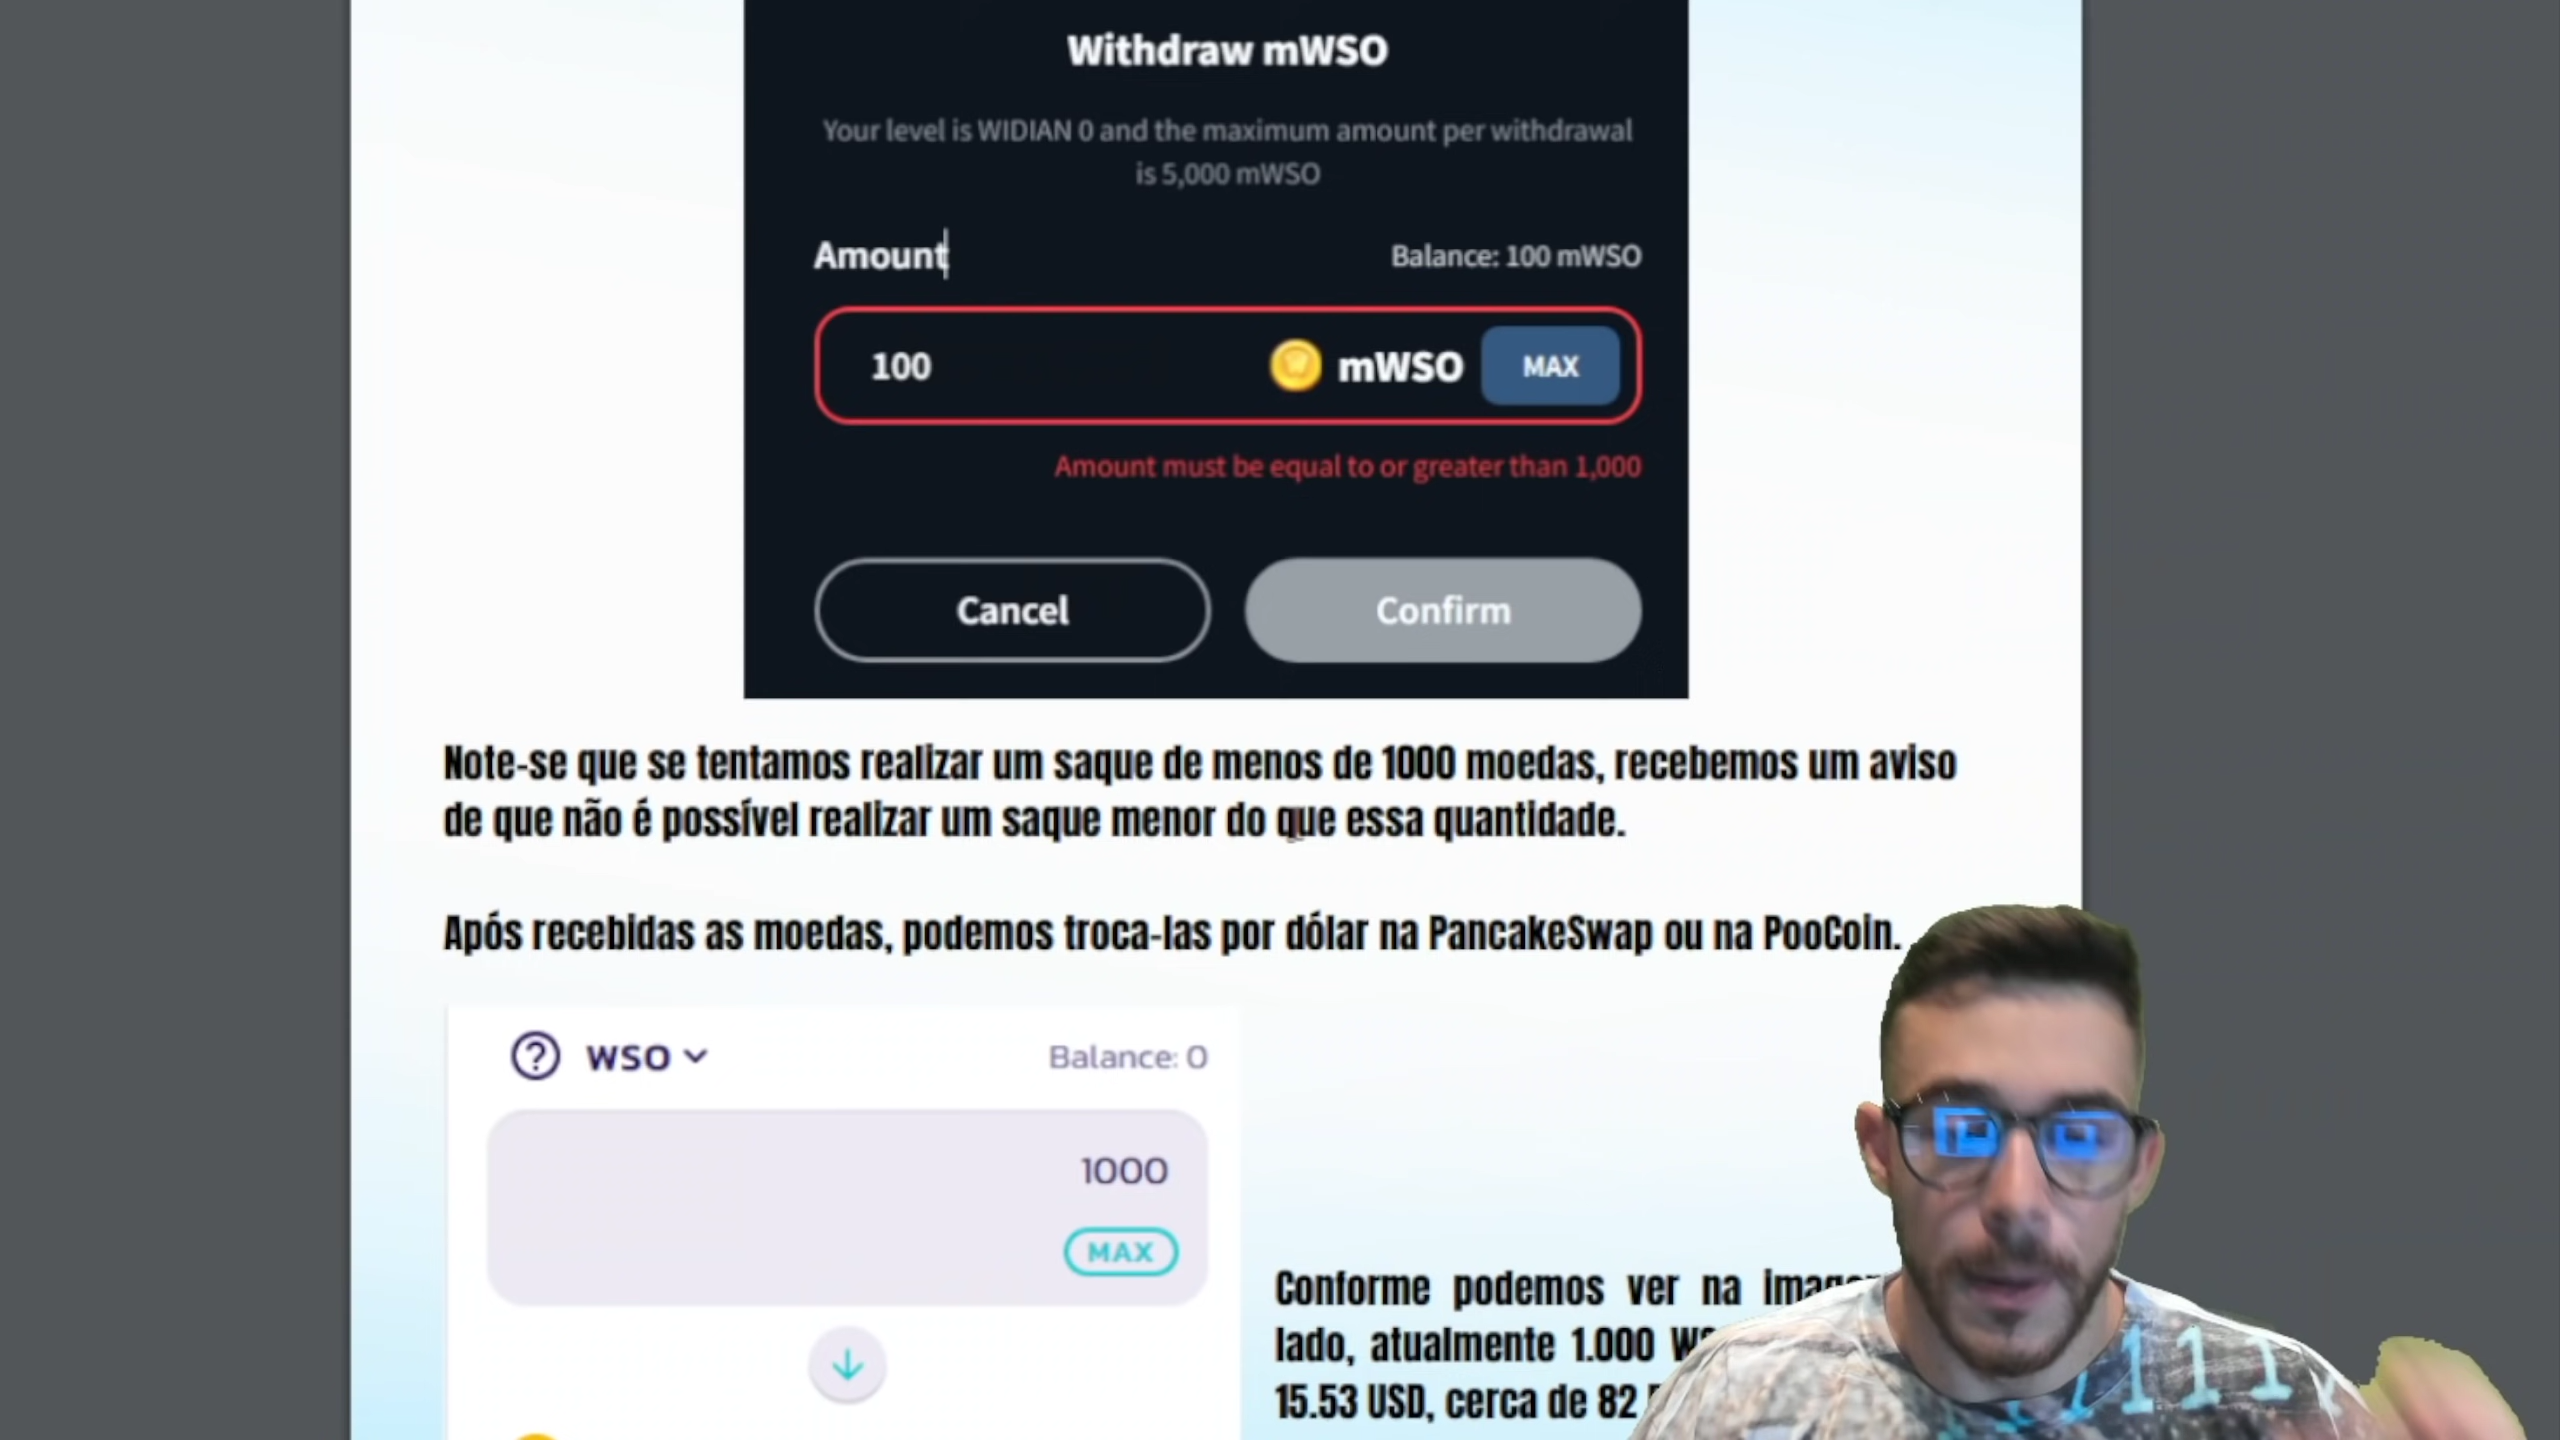 Withdraw mWSO
Your level is WIDIAN 0 and the maximum amount per withdrawal
is 5,000 mWSO
Amount
Balance: 100 mWSO
100
mWSO
MAX
Amount must be equal to or greater than 1,000
Cancel
Confirm
Note-se que se tentamos realizar um saque de menos de 1000 moedas, recebemos um aviso
de que não é possível realizar um saque menor do que essa quantidade.
Após recebidas as moedas, podemos troca-las por dólar na PancakeSwap ou na PooCoin.
WSO
Balance: 0
1000
MAX
Conforme podemos ver na
lado, atualmente 1.000
15.53 USD, cerca de 82
111